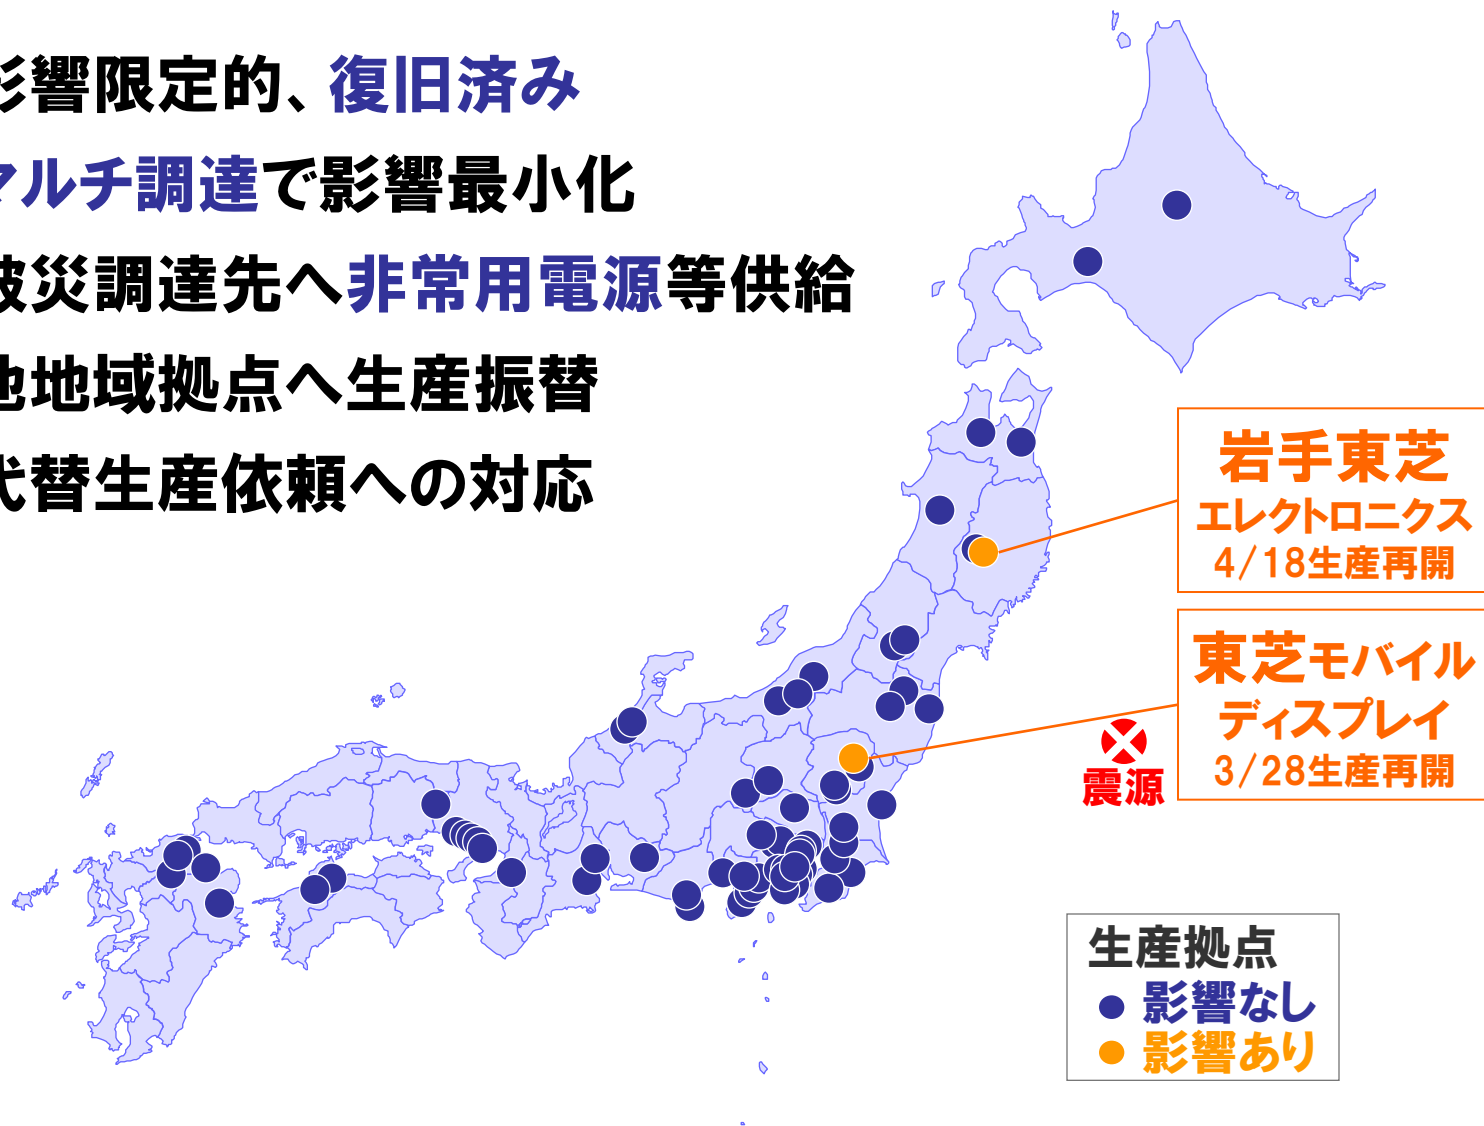 影響限定的、復旧済み
マルチ調達で影響最小化
被災調達先へ非常用電源等供給
他地域拠点へ生産振替
代替生産依頼への対応
岩手東芝
エレクトロニクス
4/18生産再開
東芝モバイル
ディスプレイ
3/28生産再開
震源
生産拠点
影響なし
影響あり